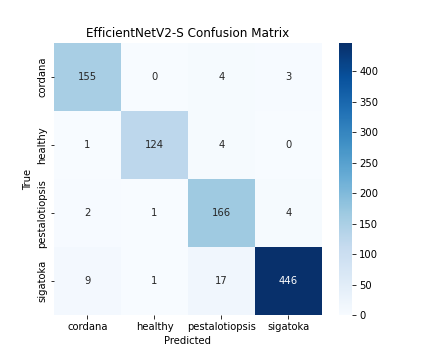 EfficientNetV2-S Confusion Matrix
cordana 155 0 4 3
healthy 1 124 4 0
pestalotiopsis 2 1 166 4
sigatoka 9 1 17 446
True
cordana healthy pestalotiopsis sigatoka
Predicted
400
350
300
250
200
150
100
50
0